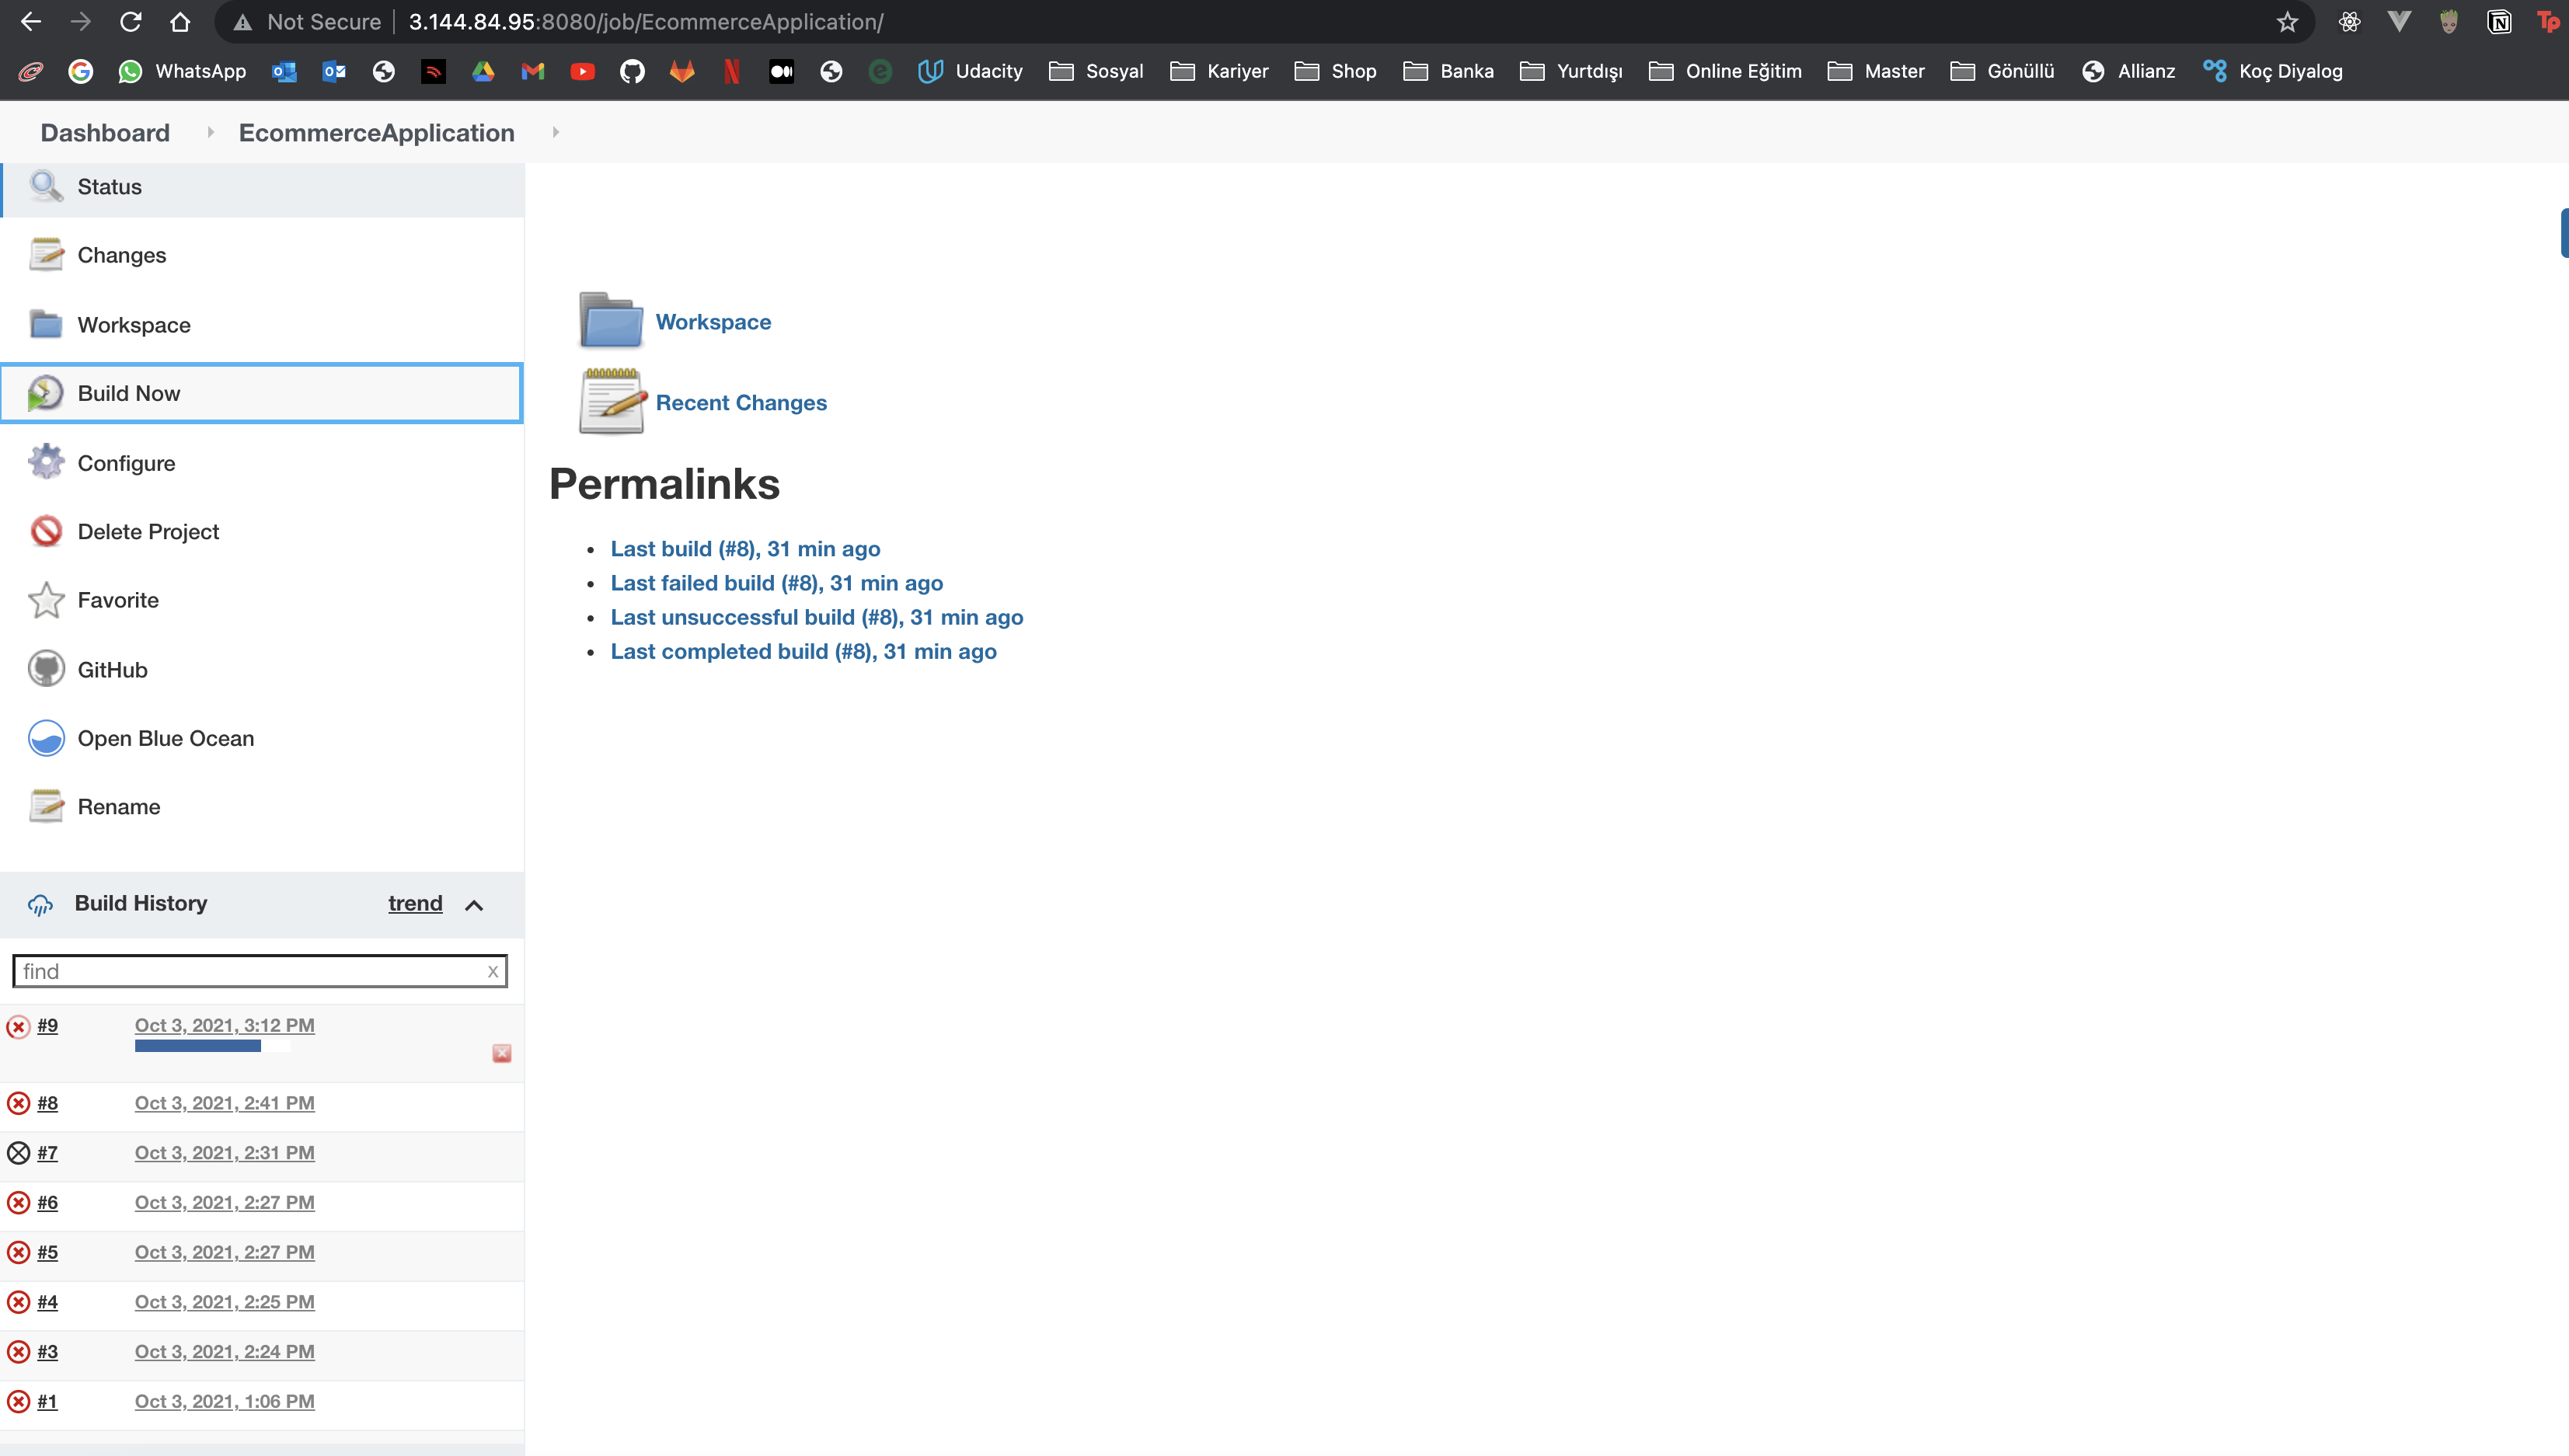 Not Secure 3.144.84.95:8080/job/EcommerceApplication/
WhatsApp Udacity Sosyal Kariyer Shop Banka Yurtdışı Online Eğitim Master Gönüllü Allianz Koç Diyalog
Dashboard EcommerceApplication
Status
Changes
Workspace
Build Now
Configure
Delete Project
Favorite
GitHub
Open Blue Ocean
Rename
Build History trend
find x
#9 Oct 3, 2021, 3:12 PM
#8 Oct 3, 2021, 2:41 PM
#7 Oct 3, 2021, 2:31 PM
#6 Oct 3, 2021, 2:27 PM
#5 Oct 3, 2021, 2:27 PM
#4 Oct 3, 2021, 2:25 PM
#3 Oct 3, 2021, 2:24 PM
#1 Oct 3, 2021, 1:06 PM
Workspace
Recent Changes
Permalinks
• Last build (#8), 31 min ago
• Last failed build (#8), 31 min ago
• Last unsuccessful build (#8), 31 min ago
• Last completed build (#8), 31 min ago